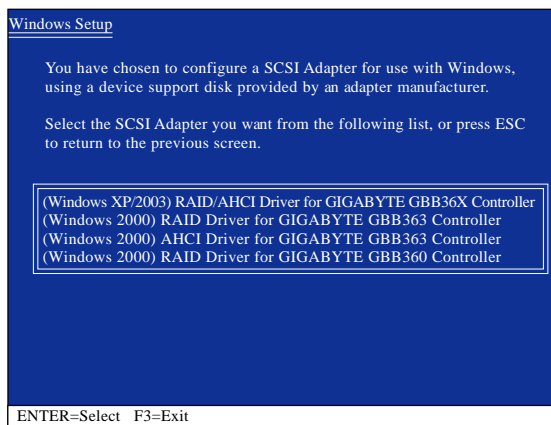 Windows Setup
You have chosen to configure a SCSI Adapter for use with Windows,
using a device support disk provided by an adapter manufacturer.
Select the SCSI Adapter you want from the following list, or press ESC
to return to the previous screen.
(Windows XP/2003) RAID/AHCI Driver for GIGABYTE GBB36X Controller
(Windows 2000) RAID Driver for GIGABYTE GBB363 Controller
(Windows 2000) AHCI Driver for GIGABYTE GBB363 Controller
(Windows 2000) RAID Driver for GIGABYTE GBB360 Controller
ENTER=Select F3=Exit